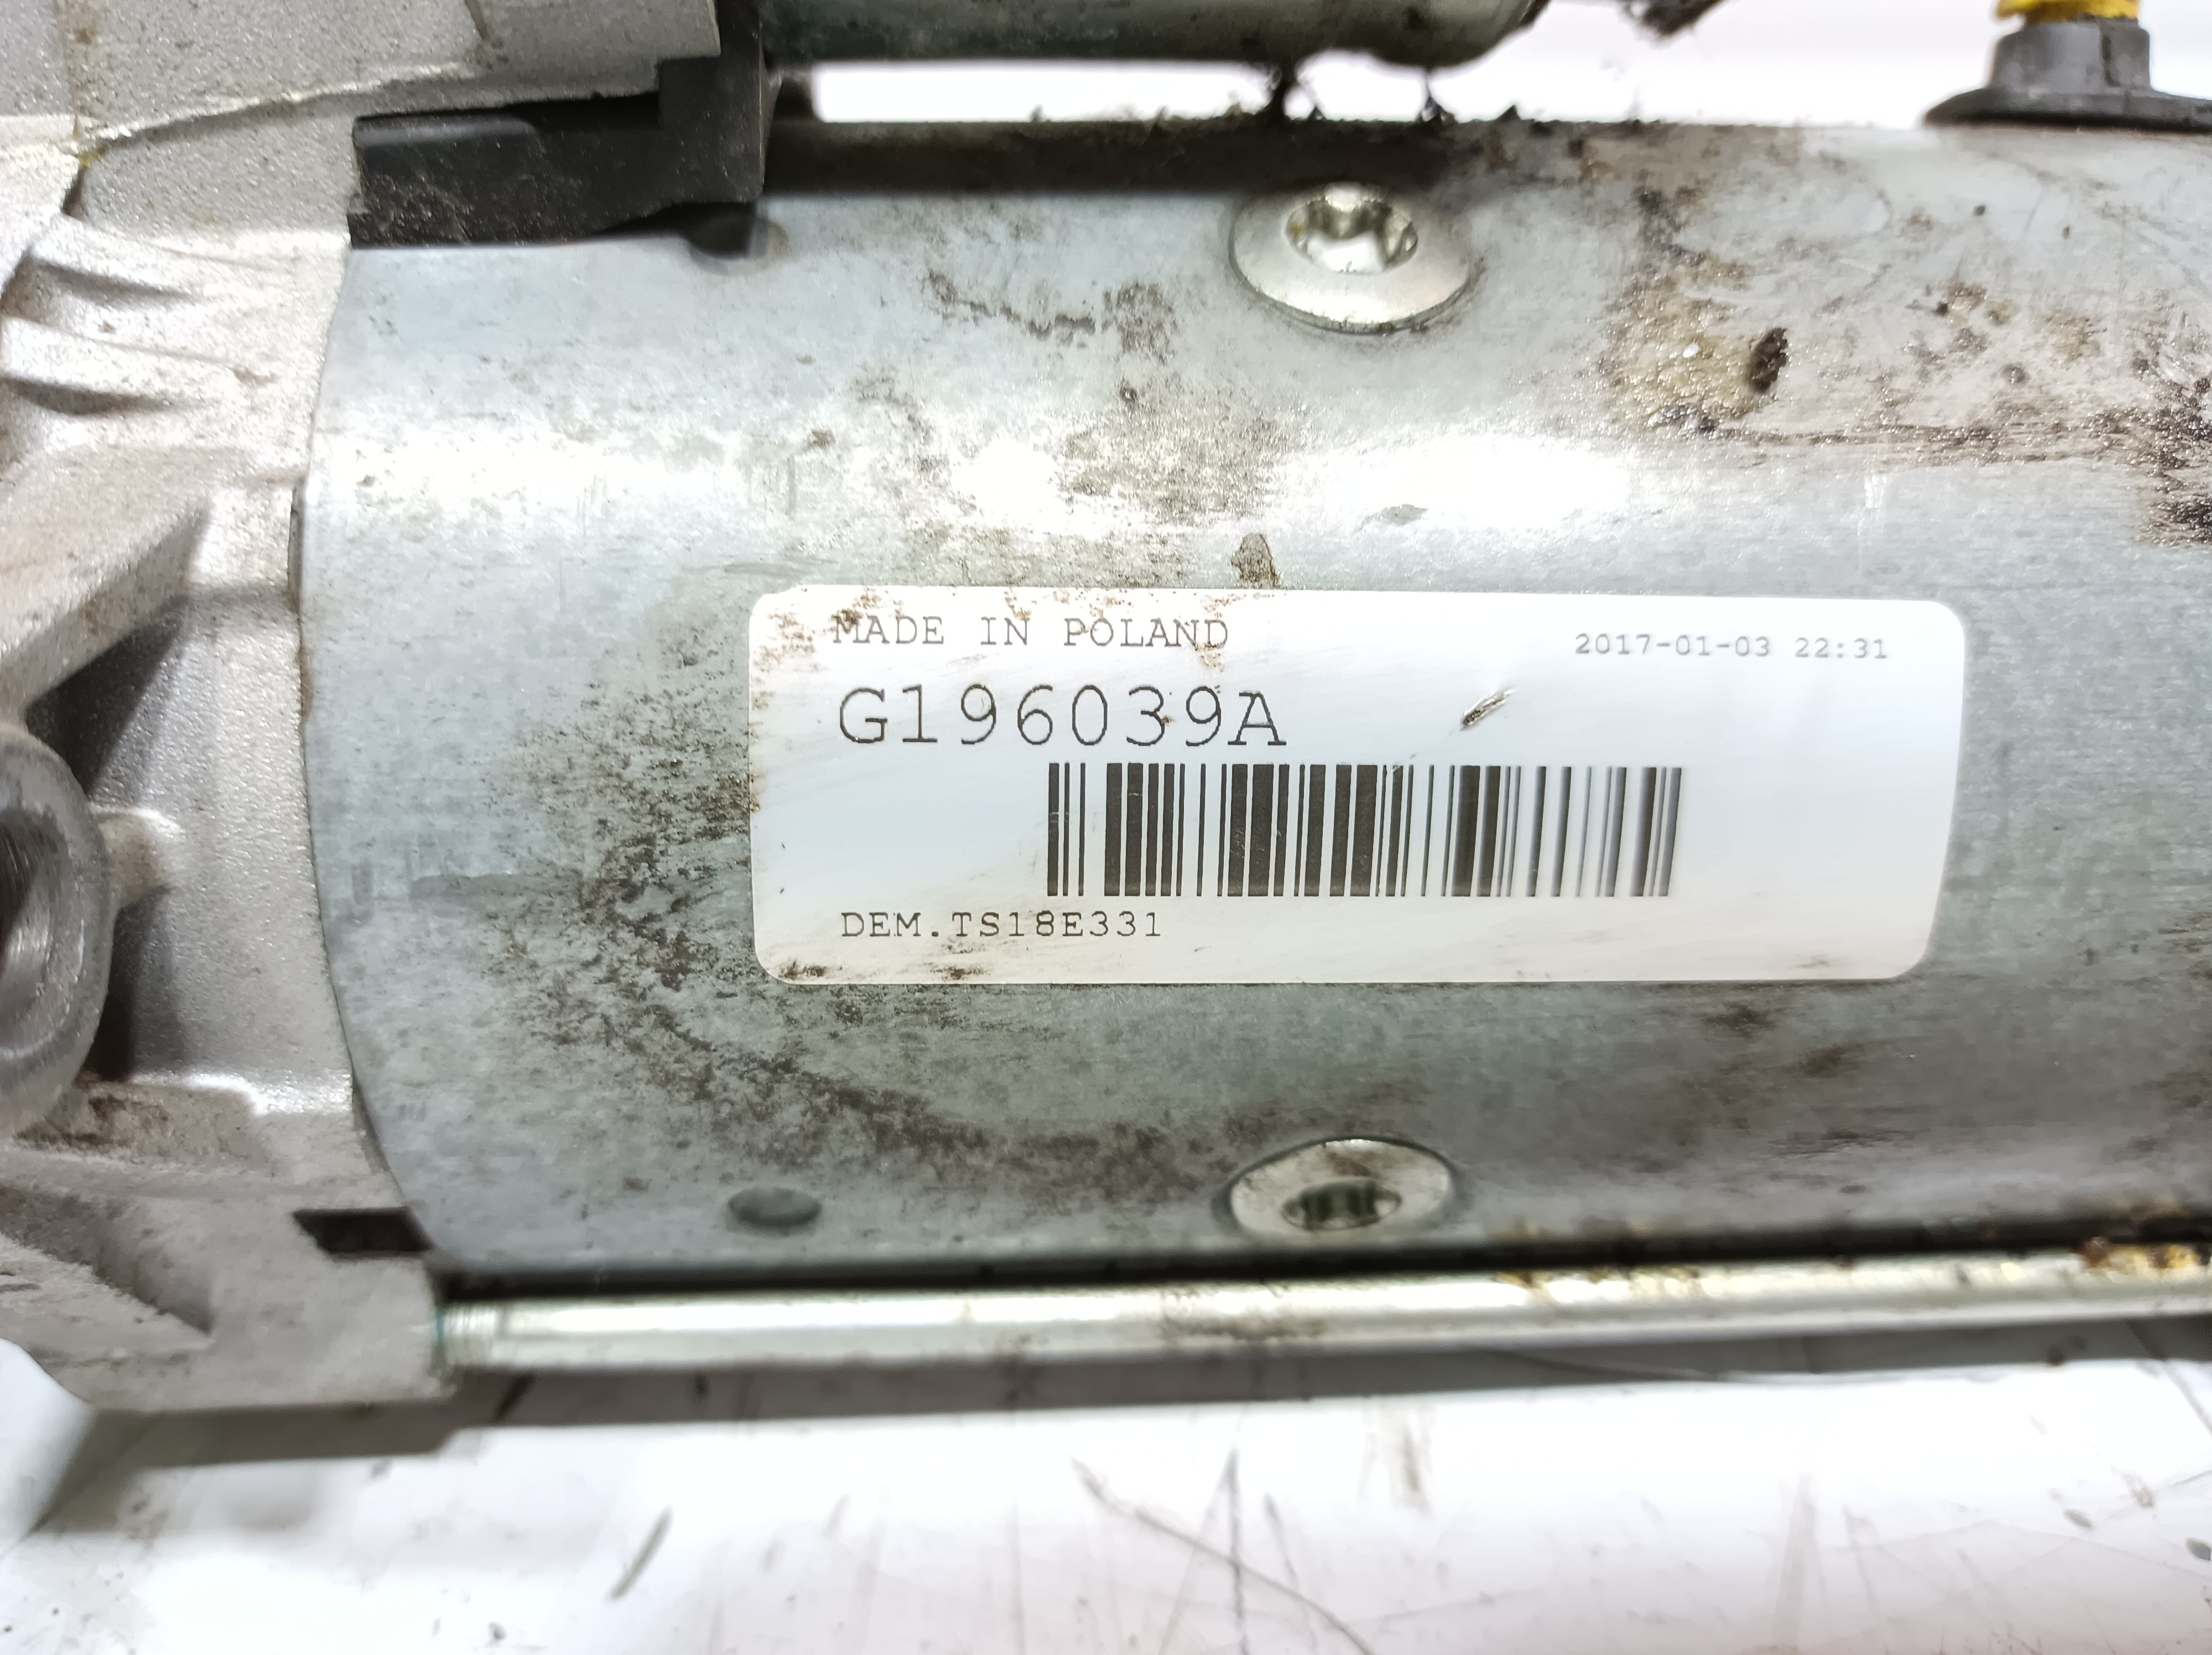 MADE IN POLAND
2017-01-03 22:31
G196039A
DEM.TS18E331